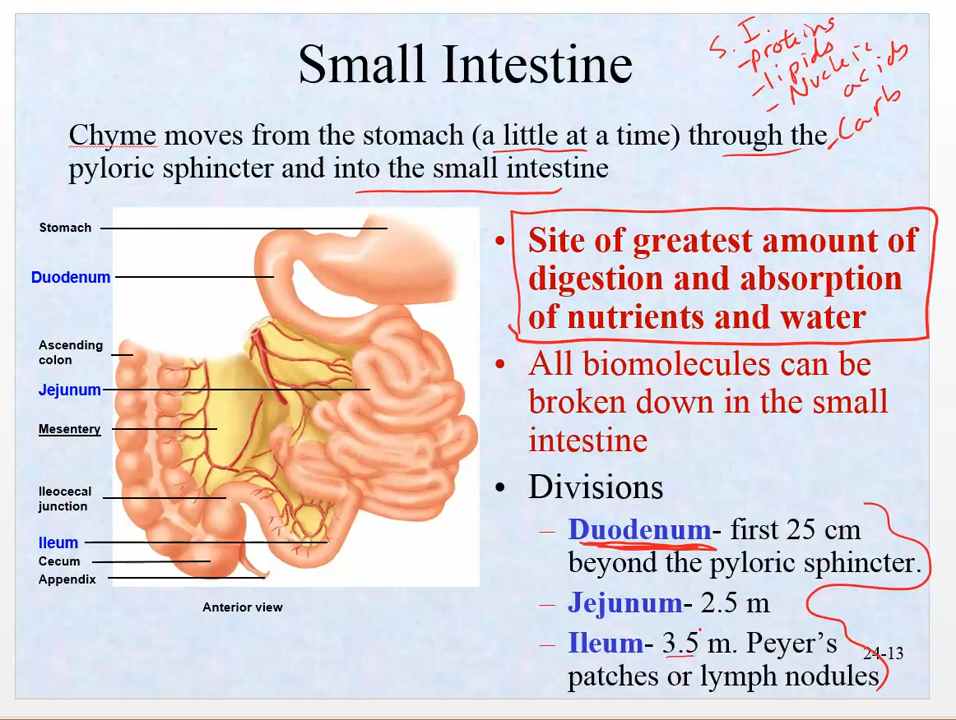 Small Intestine
S. I.
-proteins
-lipids
- Nucleic
acids
-Carb
Chyme moves from the stomach (a little at a time) through the
pyloric sphincter and into the small intestine
Stomach
Duodenum
Ascending
colon
Jejunum
Mesentery
Ileocecal
junction
Ileum
Cecum
Appendix
Anterior view
• Site of greatest amount of
digestion and absorption
of nutrients and water
• All biomolecules can be
broken down in the small
intestine
• Divisions
– Duodenum- first 25 cm
beyond the pyloric sphincter.
– Jejunum- 2.5 m
– Ileum- 3.5 m. Peyer's
patches or lymph nodules
24-13